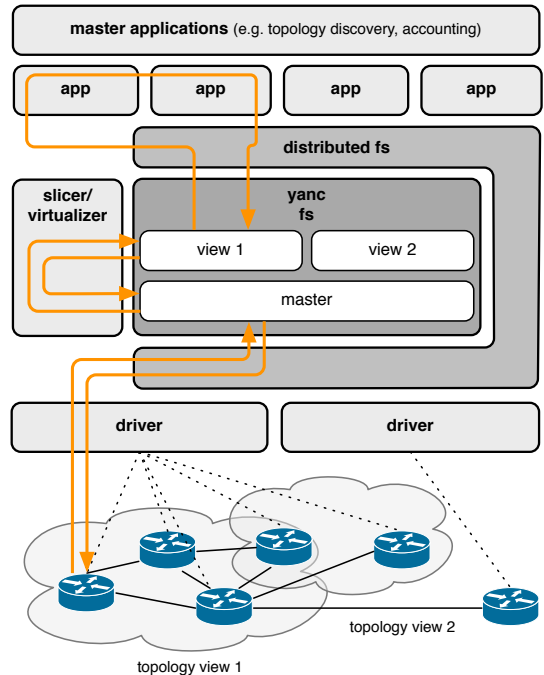 master applications (e.g. topology discovery, accounting)
app app app app
distributed fs
slicer/
virtualizer
yanc
fs
view 1 view 2
master
driver driver
topology view 2
topology view 1